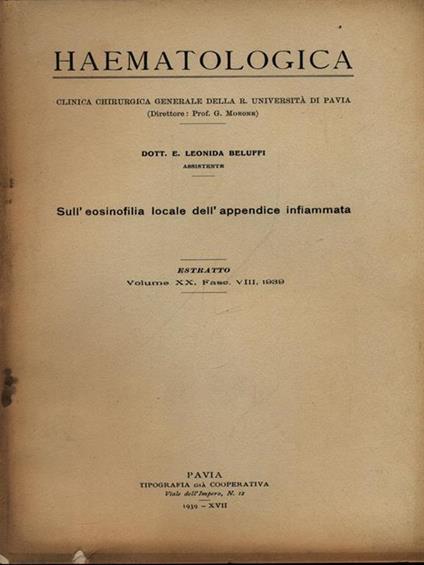 HAEMATOLOGICA
CLINICA CHIRURGICA GENERALE DELLA R. UNIVERSITÀ DI PAVIA
(Direttore: Prof. G. MORONE)
DOTT. E. LEONIDA BELUFFI
ASSISTENTE
Sull' eosinofilia locale dell' appendice infiammata
ESTRATTO
Volume XX, Fasc. VIII, 1939
PAVIA
TIPOGRAFIA GIÀ COOPERATIVA
Viale dell'Impero, N. 12
1939 - XVII